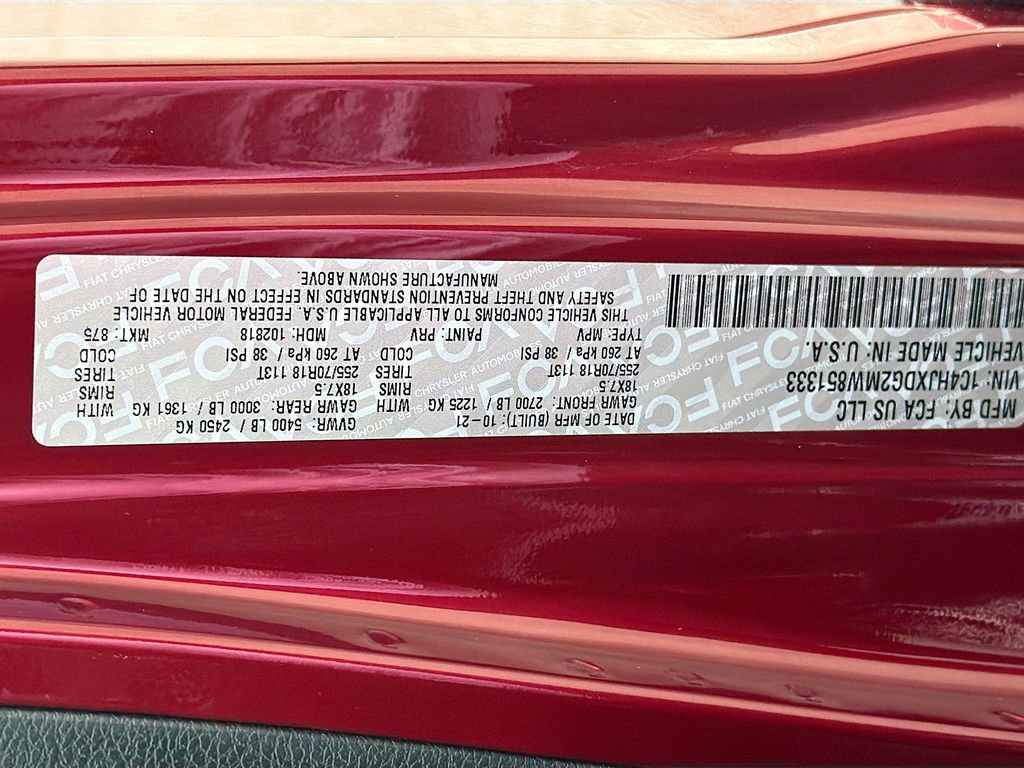 MFD BY: FCA US LLC
VIN: 1C4HJXDG2MW851333
VEHICLE MADE IN: U.S.A.
DATE OF MFR (BUILT): 10-21
GVWR: 5400 LB / 2450 KG
GAWR FRONT: 2700 LB / 1225 KG WITH
GAWR REAR: 3000 LB / 1361 KG WITH
18X7.5 RIMS
18X7.5 RIMS
255/70R18 113T TIRES
255/70R18 113T TIRES
AT 260 kPa / 38 PSI COLD
AT 260 kPa / 38 PSI COLD
TYPE: MPV PAINT: PRV MDH: 102818 MKT: 875
THIS VEHICLE CONFORMS TO ALL APPLICABLE U.S.A. FEDERAL MOTOR VEHICLE
SAFETY AND THEFT PREVENTION STANDARDS IN EFFECT ON THE DATE OF
MANUFACTURE SHOWN ABOVE.
FCA
FIAT CHRYSLER AUTOMOBILES